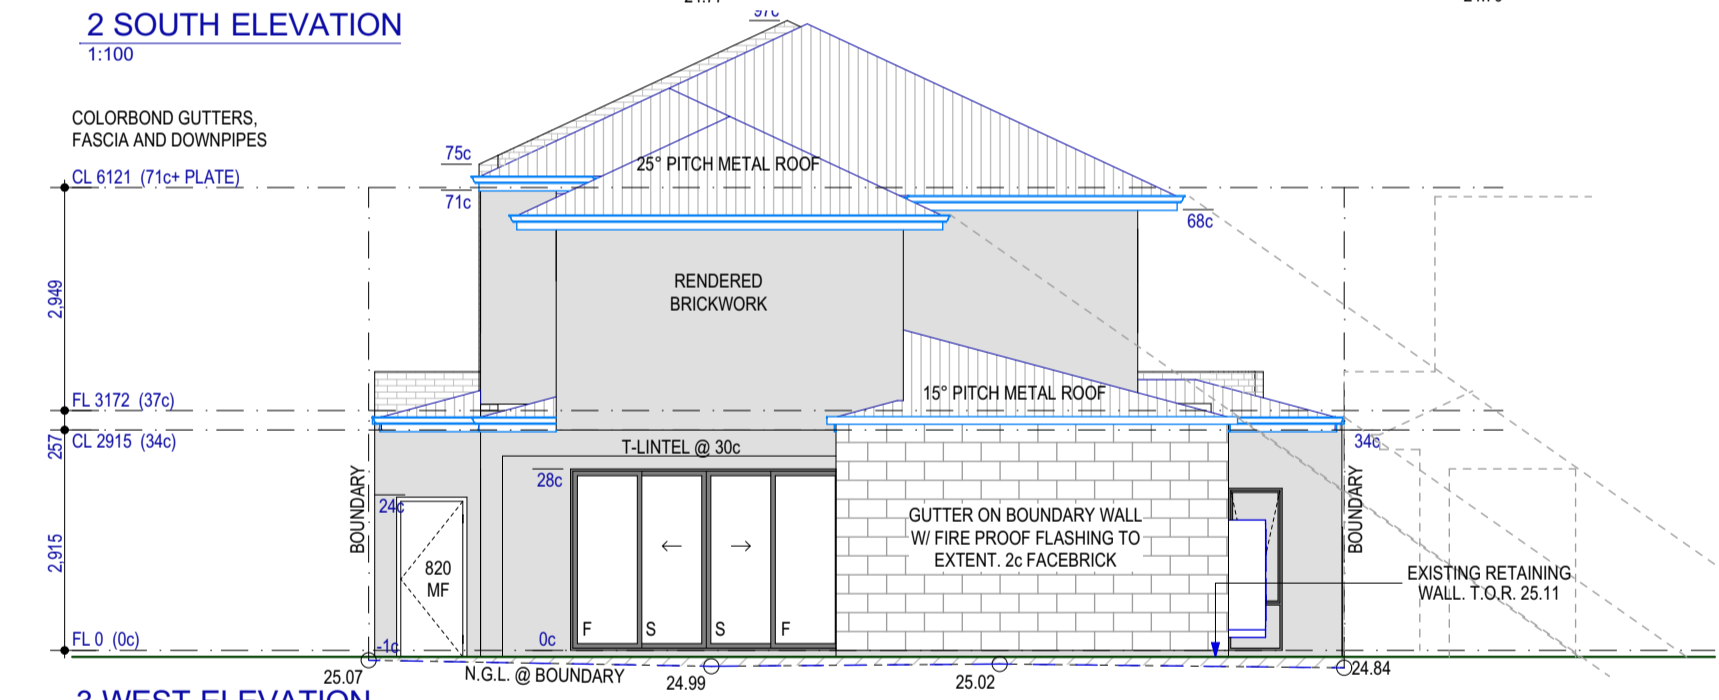 97c
2 SOUTH ELEVATION
1:100
COLORBOND GUTTERS,
FASCIA AND DOWNPIPES
75c
25° PITCH METAL ROOF
CL 6121 (71c+ PLATE)
71c
68c
RENDERED
BRICKWORK
2,949
FL 3172 (37c)
15° PITCH METAL ROOF
257
CL 2915 (34c)
34c
T-LINTEL @ 30c
28c
24c
BOUNDARY
BOUNDARY
GUTTER ON BOUNDARY WALL
W/ FIRE PROOF FLASHING TO
EXTENT. 2c FACEBRICK
2,915
820
MF
EXISTING RETAINING
WALL. T.O.R. 25.11
F S S F
FL 0 (0c)
-1c
0c
25.07
N.G.L. @ BOUNDARY
24.99
25.02
24.84
3 WEST ELEVATION